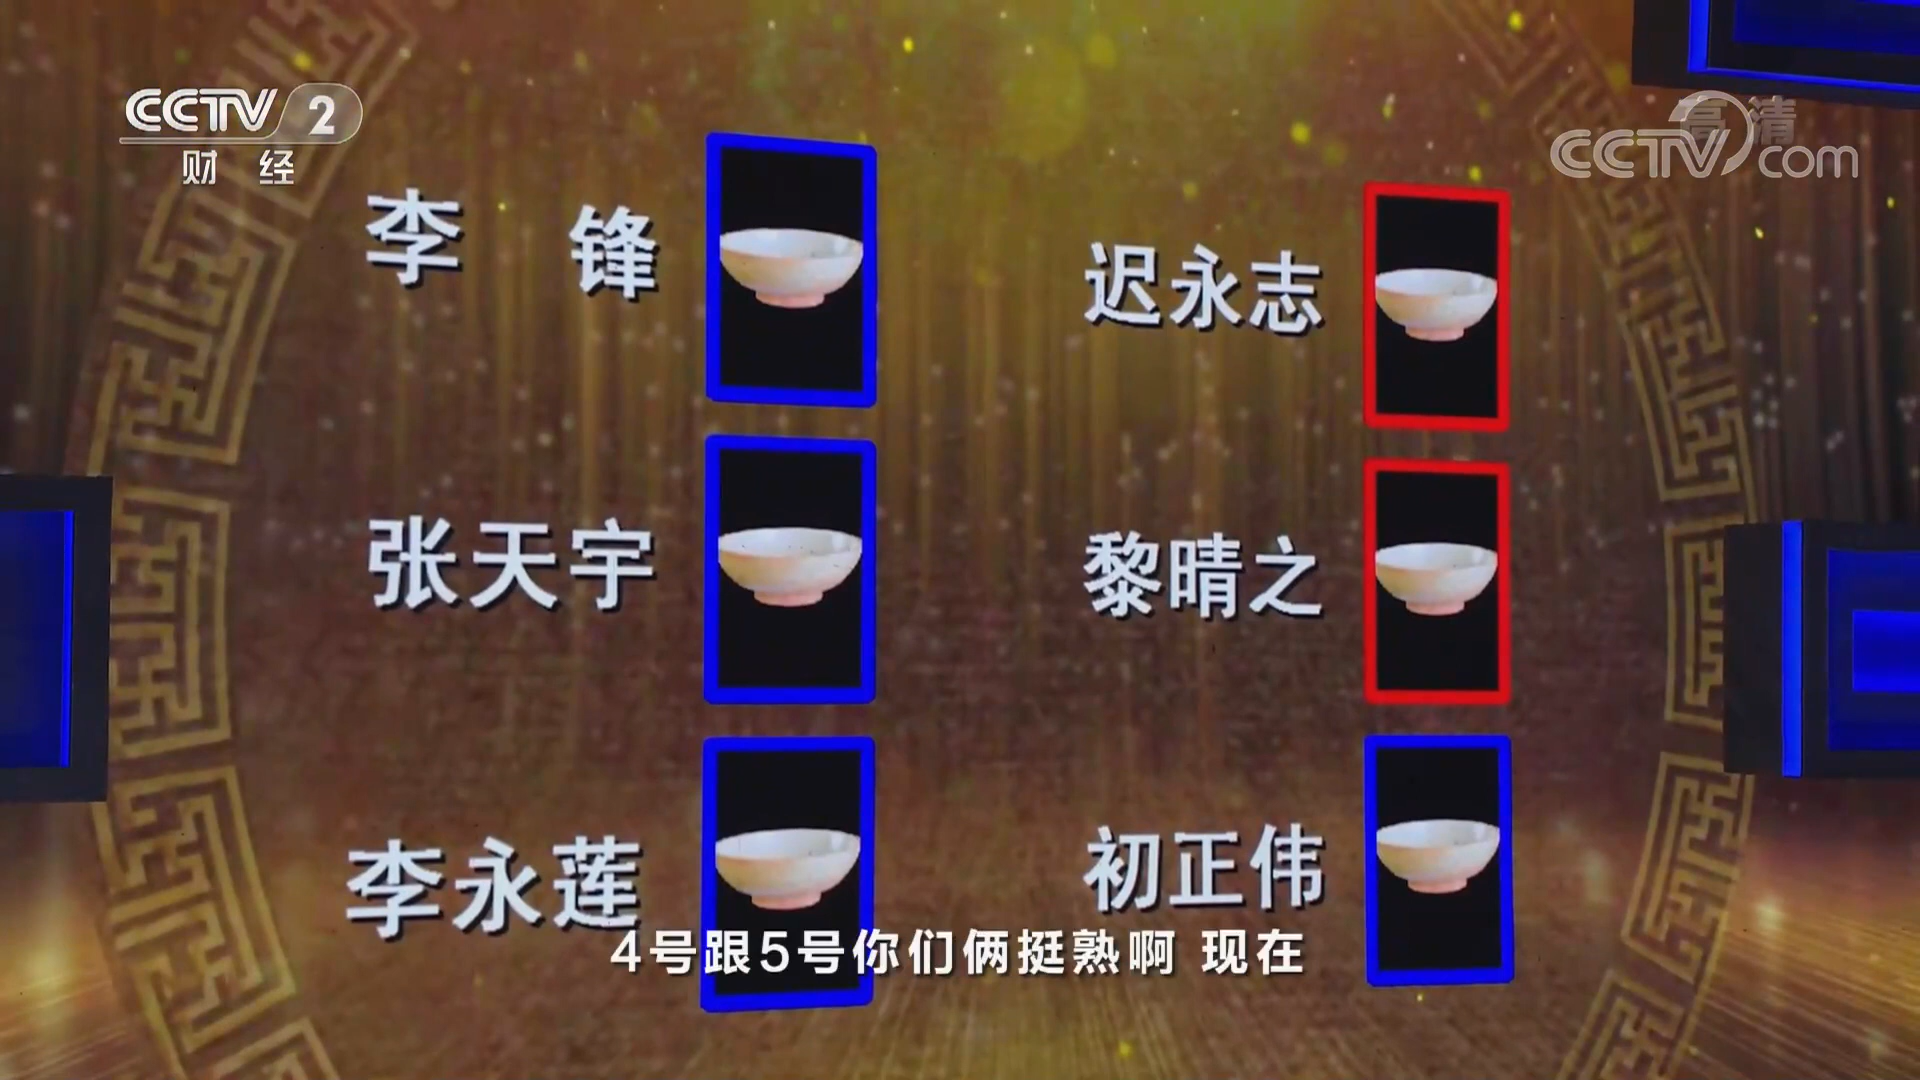 CCTV 2
财 经
高清
CCTV.com
李 锋
迟永志
张天宇
黎晴之
李永莲
初正伟
4号跟5号你们俩挺熟啊 现在